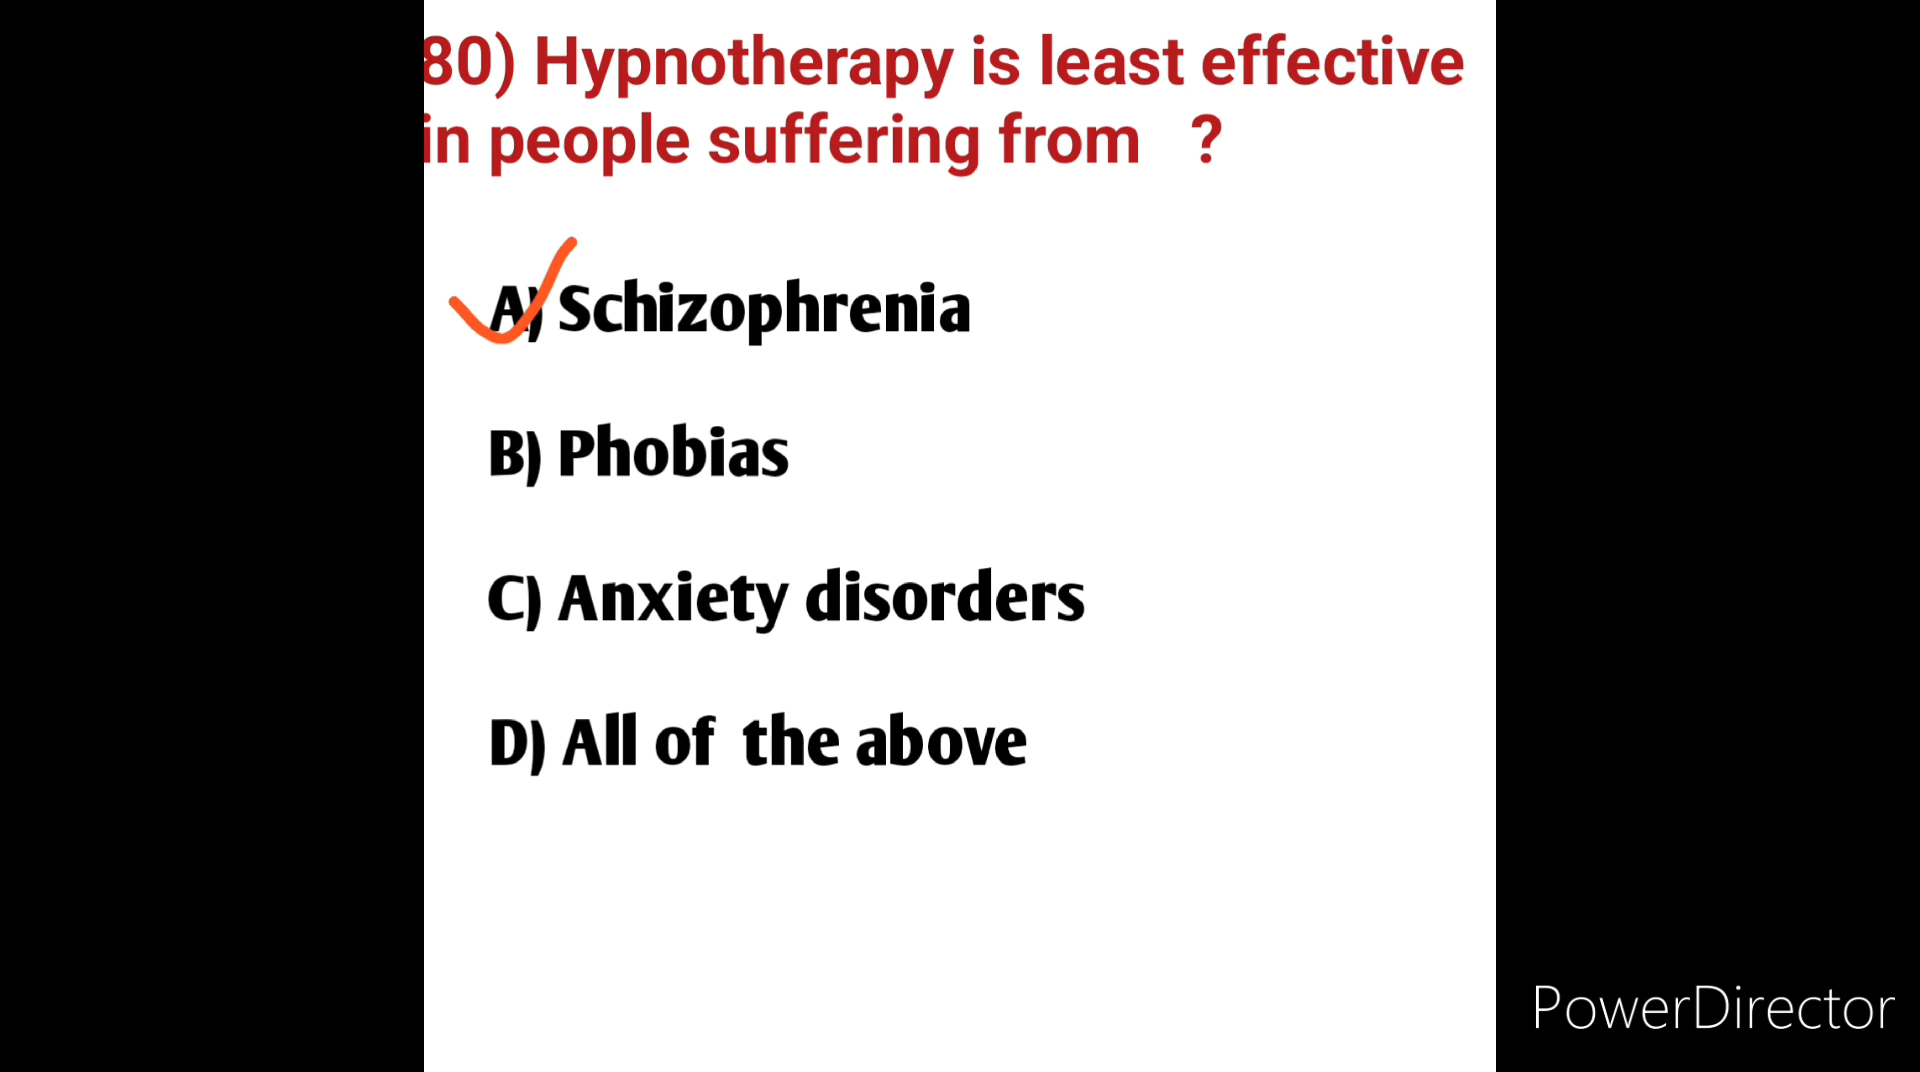 80) Hypnotherapy is least effective
in people suffering from ?
A) Schizophrenia
B) Phobias
C) Anxiety disorders
D) All of the above
PowerDirector